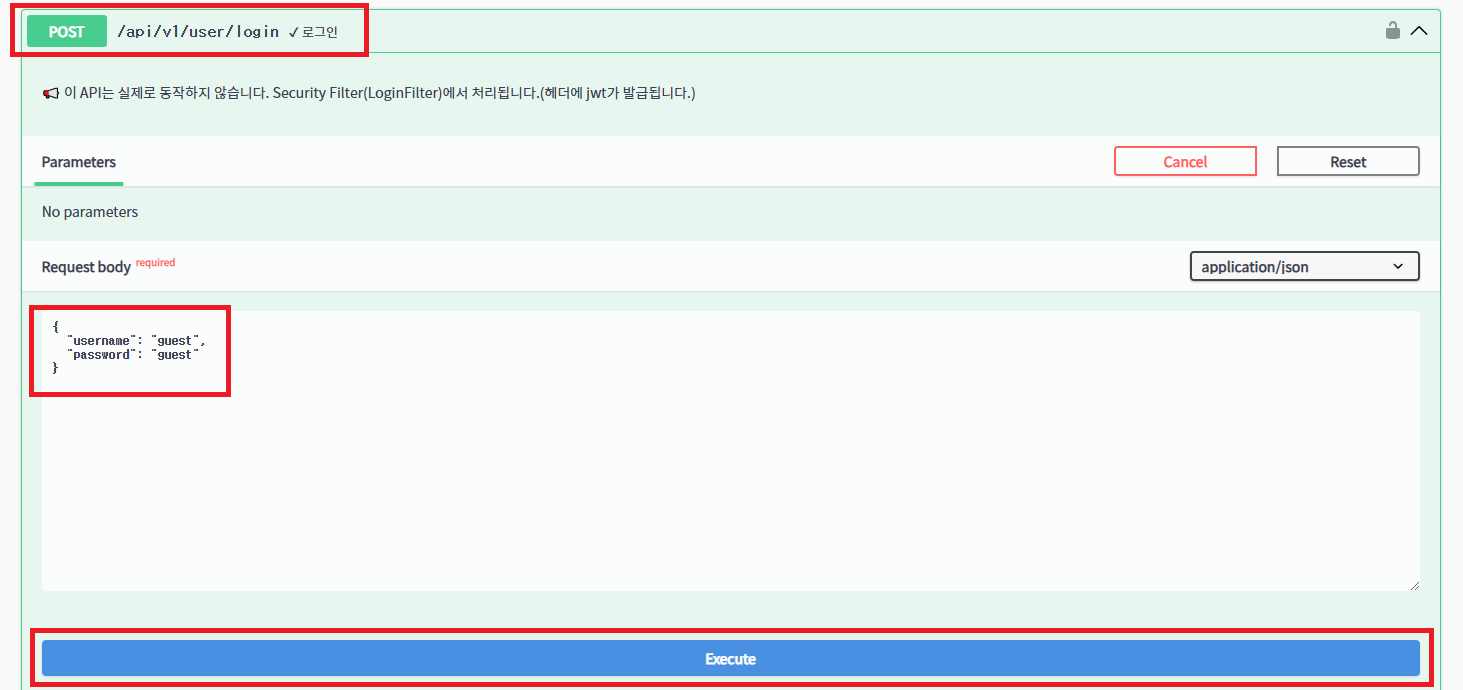 POST /api/v1/user/login ✓ 로그인
📢 이 API는 실제로 동작하지 않습니다. Security Filter(LoginFilter)에서 처리됩니다.(헤더에 jwt가 발급됩니다.)
Parameters Cancel Reset
No parameters
Request body required application/json
{
"username": "guest",
"password": "guest"
}
Execute